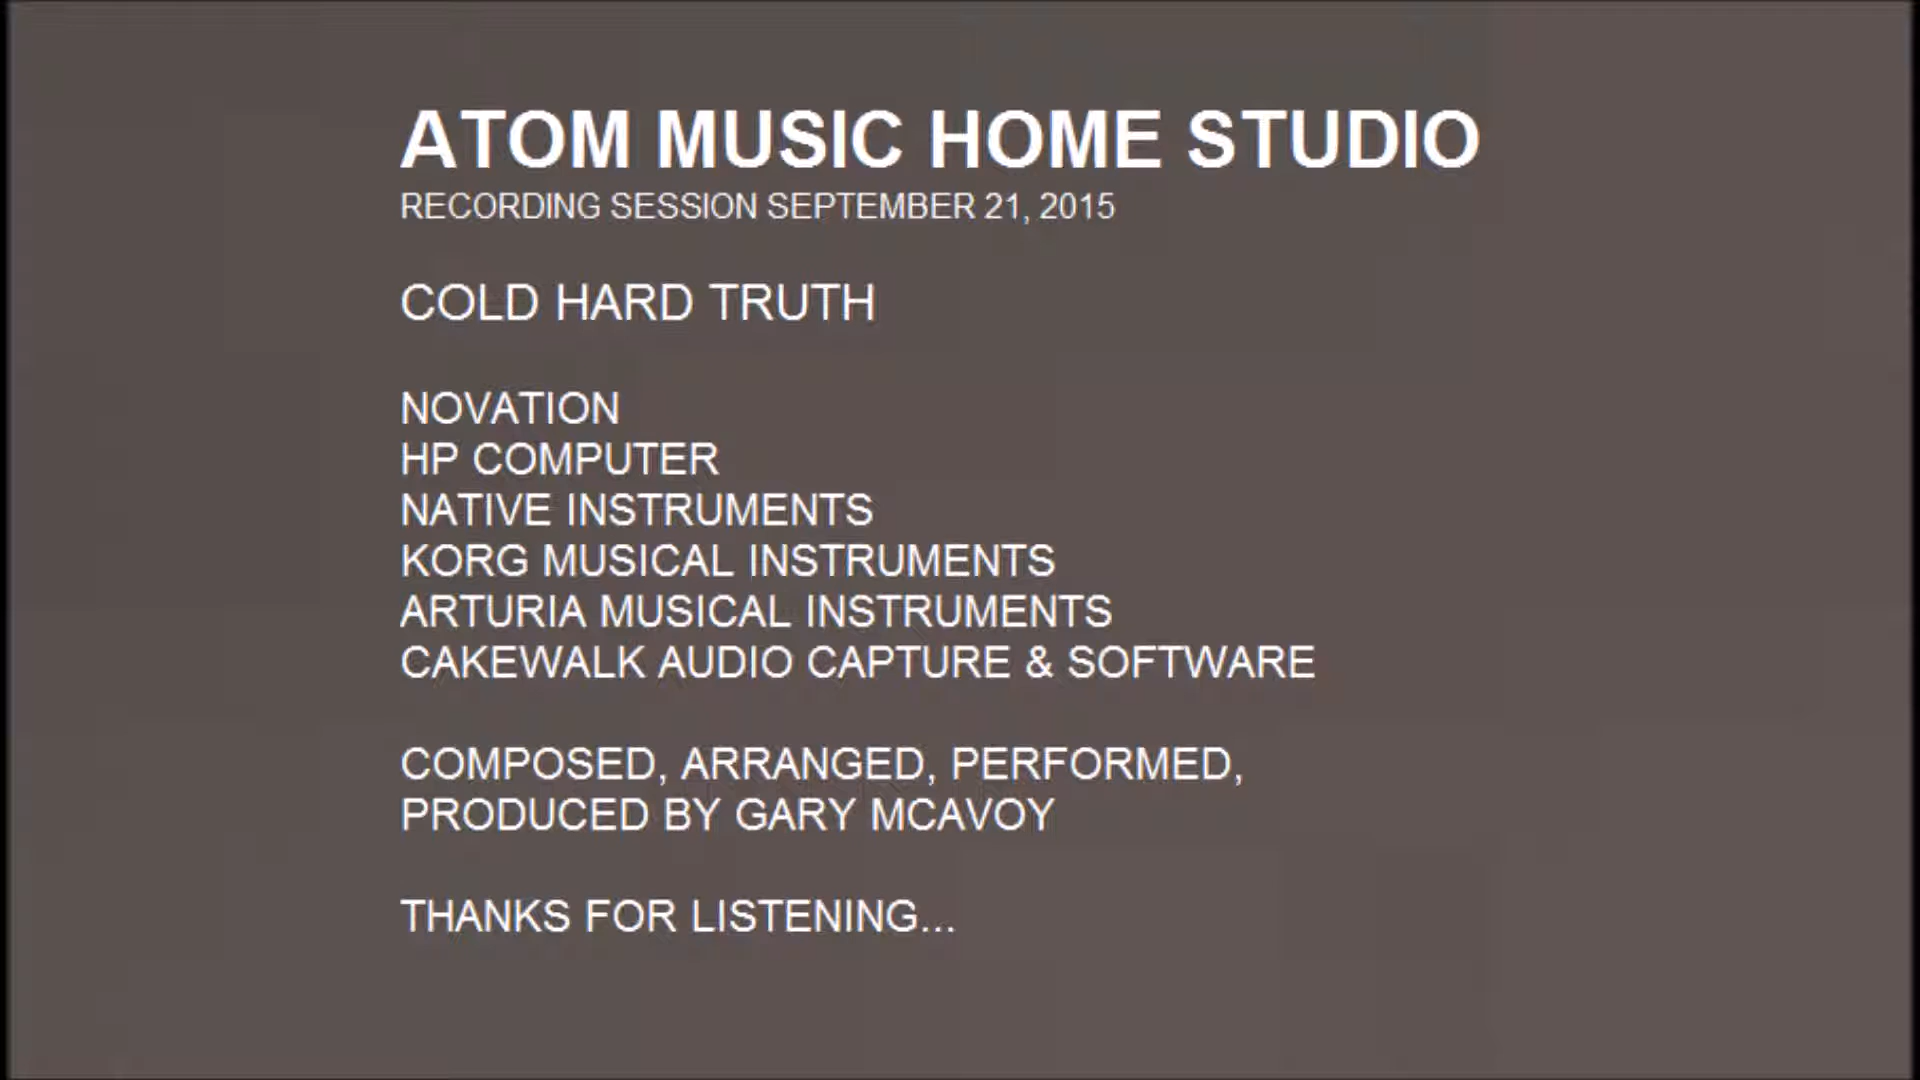 ATOM MUSIC HOME STUDIO
RECORDING SESSION SEPTEMBER 21, 2015
COLD HARD TRUTH
NOVATION
HP COMPUTER
NATIVE INSTRUMENTS
KORG MUSICAL INSTRUMENTS
ARTURIA MUSICAL INSTRUMENTS
CAKEWALK AUDIO CAPTURE & SOFTWARE
COMPOSED, ARRANGED, PERFORMED,
PRODUCED BY GARY MCAVOY
THANKS FOR LISTENING...